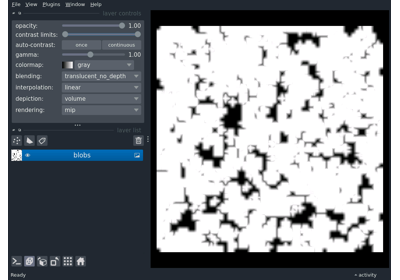 File View Plugins Window Help
layer controls
opacity: 1.00
contrast limits:
auto-contrast: once continuous
gamma: 1.00
colormap: gray
blending: translucent_no_depth
interpolation: linear
depiction: volume
rendering: mip
layer list
blobs
Ready activity